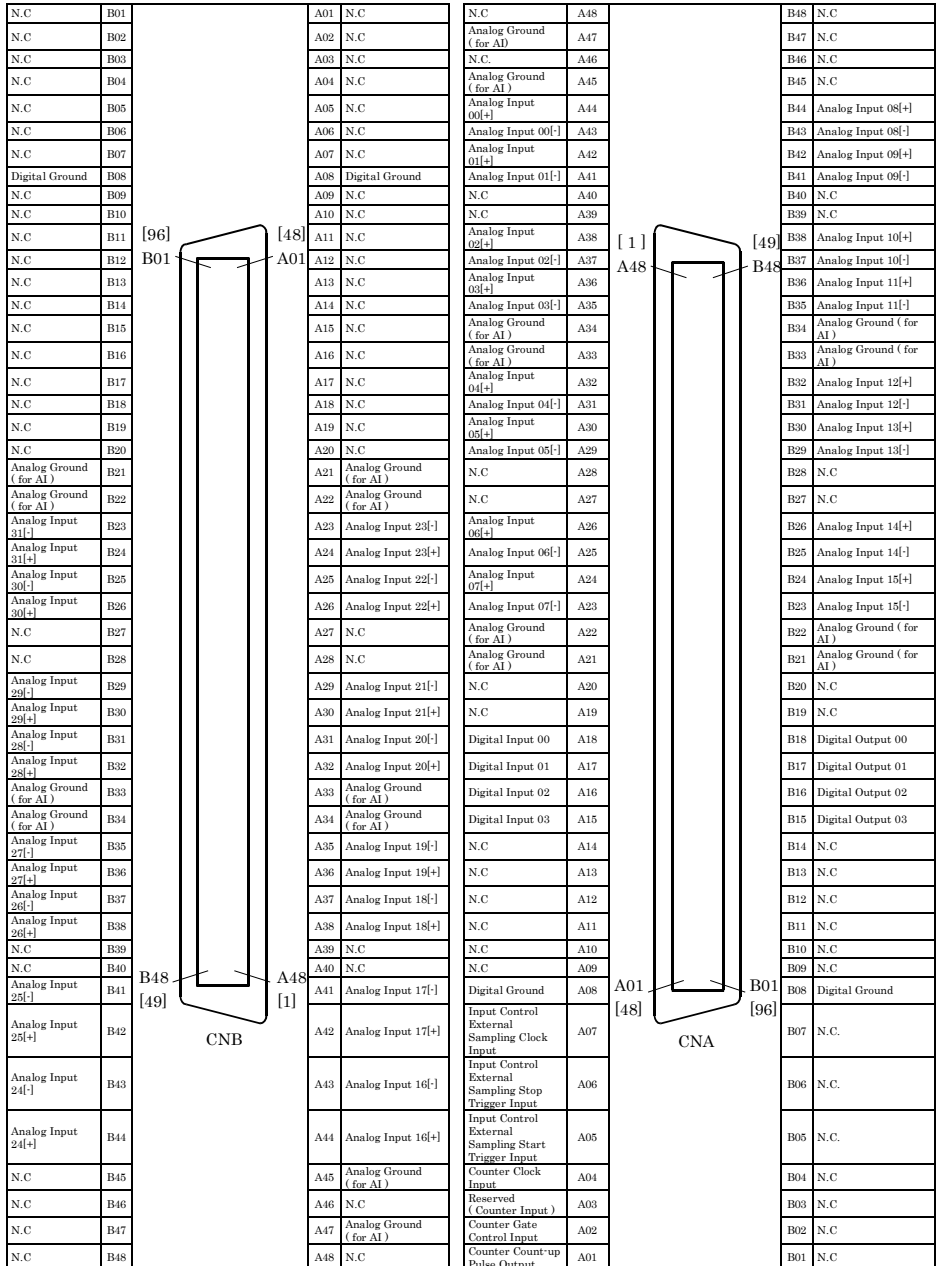 N.C B01 A01 N.C N.C A48 B48 N.C
N.C B02 A02 N.C Analog Ground ( for AI) A47 B47 N.C
N.C B03 A03 N.C N.C. A46 B46 N.C
N.C B04 A04 N.C Analog Ground ( for AI ) A45 B45 N.C
N.C B05 A05 N.C Analog Input 00[+] A44 B44 Analog Input 08[+]
N.C B06 A06 N.C Analog Input 00[-] A43 B43 Analog Input 08[-]
N.C B07 A07 N.C Analog Input 01[+] A42 B42 Analog Input 09[+]
Digital Ground B08 A08 Digital Ground Analog Input 01[-] A41 B41 Analog Input 09[-]
N.C B09 A09 N.C N.C A40 B40 N.C
N.C B10 A10 N.C N.C A39 B39 N.C
N.C B11 [96] [48] A11 N.C Analog Input 02[+] A38 [ 1 ] [49] B38 Analog Input 10[+]
N.C B12 B01 A01 A12 N.C Analog Input 02[-] A37 A48 B48 B37 Analog Input 10[-]
N.C B13 A13 N.C Analog Input 03[+] A36 B36 Analog Input 11[+]
N.C B14 A14 N.C Analog Input 03[-] A35 B35 Analog Input 11[-]
N.C B15 A15 N.C Analog Ground ( for AI ) A34 B34 Analog Ground ( for AI )
N.C B16 A16 N.C Analog Ground ( for AI ) A33 B33 Analog Ground ( for AI )
N.C B17 A17 N.C Analog Input 04[+] A32 B32 Analog Input 12[+]
N.C B18 A18 N.C Analog Input 04[-] A31 B31 Analog Input 12[-]
N.C B19 A19 N.C Analog Input 05[+] A30 B30 Analog Input 13[+]
N.C B20 A20 N.C Analog Input 05[-] A29 B29 Analog Input 13[-]
Analog Ground ( for AI ) B21 A21 Analog Ground ( for AI ) N.C A28 B28 N.C
Analog Ground ( for AI ) B22 A22 Analog Ground ( for AI ) N.C A27 B27 N.C
Analog Input 31[-] B23 A23 Analog Input 23[-] Analog Input 06[+] A26 B26 Analog Input 14[+]
Analog Input 31[+] B24 A24 Analog Input 23[+] Analog Input 06[-] A25 B25 Analog Input 14[-]
Analog Input 30[-] B25 A25 Analog Input 22[-] Analog Input 07[+] A24 B24 Analog Input 15[+]
Analog Input 30[+] B26 A26 Analog Input 22[+] Analog Input 07[-] A23 B23 Analog Input 15[-]
N.C B27 A27 N.C Analog Ground ( for AI ) A22 B22 Analog Ground ( for AI )
N.C B28 A28 N.C Analog Ground ( for AI ) A21 B21 Analog Ground ( for AI )
Analog Input 29[-] B29 A29 Analog Input 21[-] N.C A20 B20 N.C
Analog Input 29[+] B30 A30 Analog Input 21[+] N.C A19 B19 N.C
Analog Input 28[-] B31 A31 Analog Input 20[-] Digital Input 00 A18 B18 Digital Output 00
Analog Input 28[+] B32 A32 Analog Input 20[+] Digital Input 01 A17 B17 Digital Output 01
Analog Ground ( for AI ) B33 A33 Analog Ground ( for AI ) Digital Input 02 A16 B16 Digital Output 02
Analog Ground ( for AI ) B34 A34 Analog Ground ( for AI ) Digital Input 03 A15 B15 Digital Output 03
Analog Input 27[-] B35 A35 Analog Input 19[-] N.C A14 B14 N.C
Analog Input 27[+] B36 A36 Analog Input 19[+] N.C A13 B13 N.C
Analog Input 26[-] B37 A37 Analog Input 18[-] N.C A12 B12 N.C
Analog Input 26[+] B38 A38 Analog Input 18[+] N.C A11 B11 N.C
N.C B39 A39 N.C N.C A10 B10 N.C
N.C B40 B48 A48 A40 N.C N.C A09 A01 B01 B09 N.C
Analog Input 25[-] B41 [49] [1] A41 Analog Input 17[-] Digital Ground A08 [48] [96] B08 Digital Ground
Analog Input 25[+] B42 CNB A42 Analog Input 17[+] Input Control External Sampling Clock Input A07 CNA B07 N.C.
Analog Input 24[-] B43 A43 Analog Input 16[-] Input Control External Sampling Stop Trigger Input A06 B06 N.C.
Analog Input 24[+] B44 A44 Analog Input 16[+] Input Control External Sampling Start Trigger Input A05 B05 N.C.
N.C B45 A45 Analog Ground ( for AI ) Counter Clock Input A04 B04 N.C
N.C B46 A46 N.C Reserved ( Counter Input ) A03 B03 N.C
N.C B47 A47 Analog Ground ( for AI ) Counter Gate Control Input A02 B02 N.C
N.C B48 A48 N.C Counter Count-up Pulse Output A01 B01 N.C